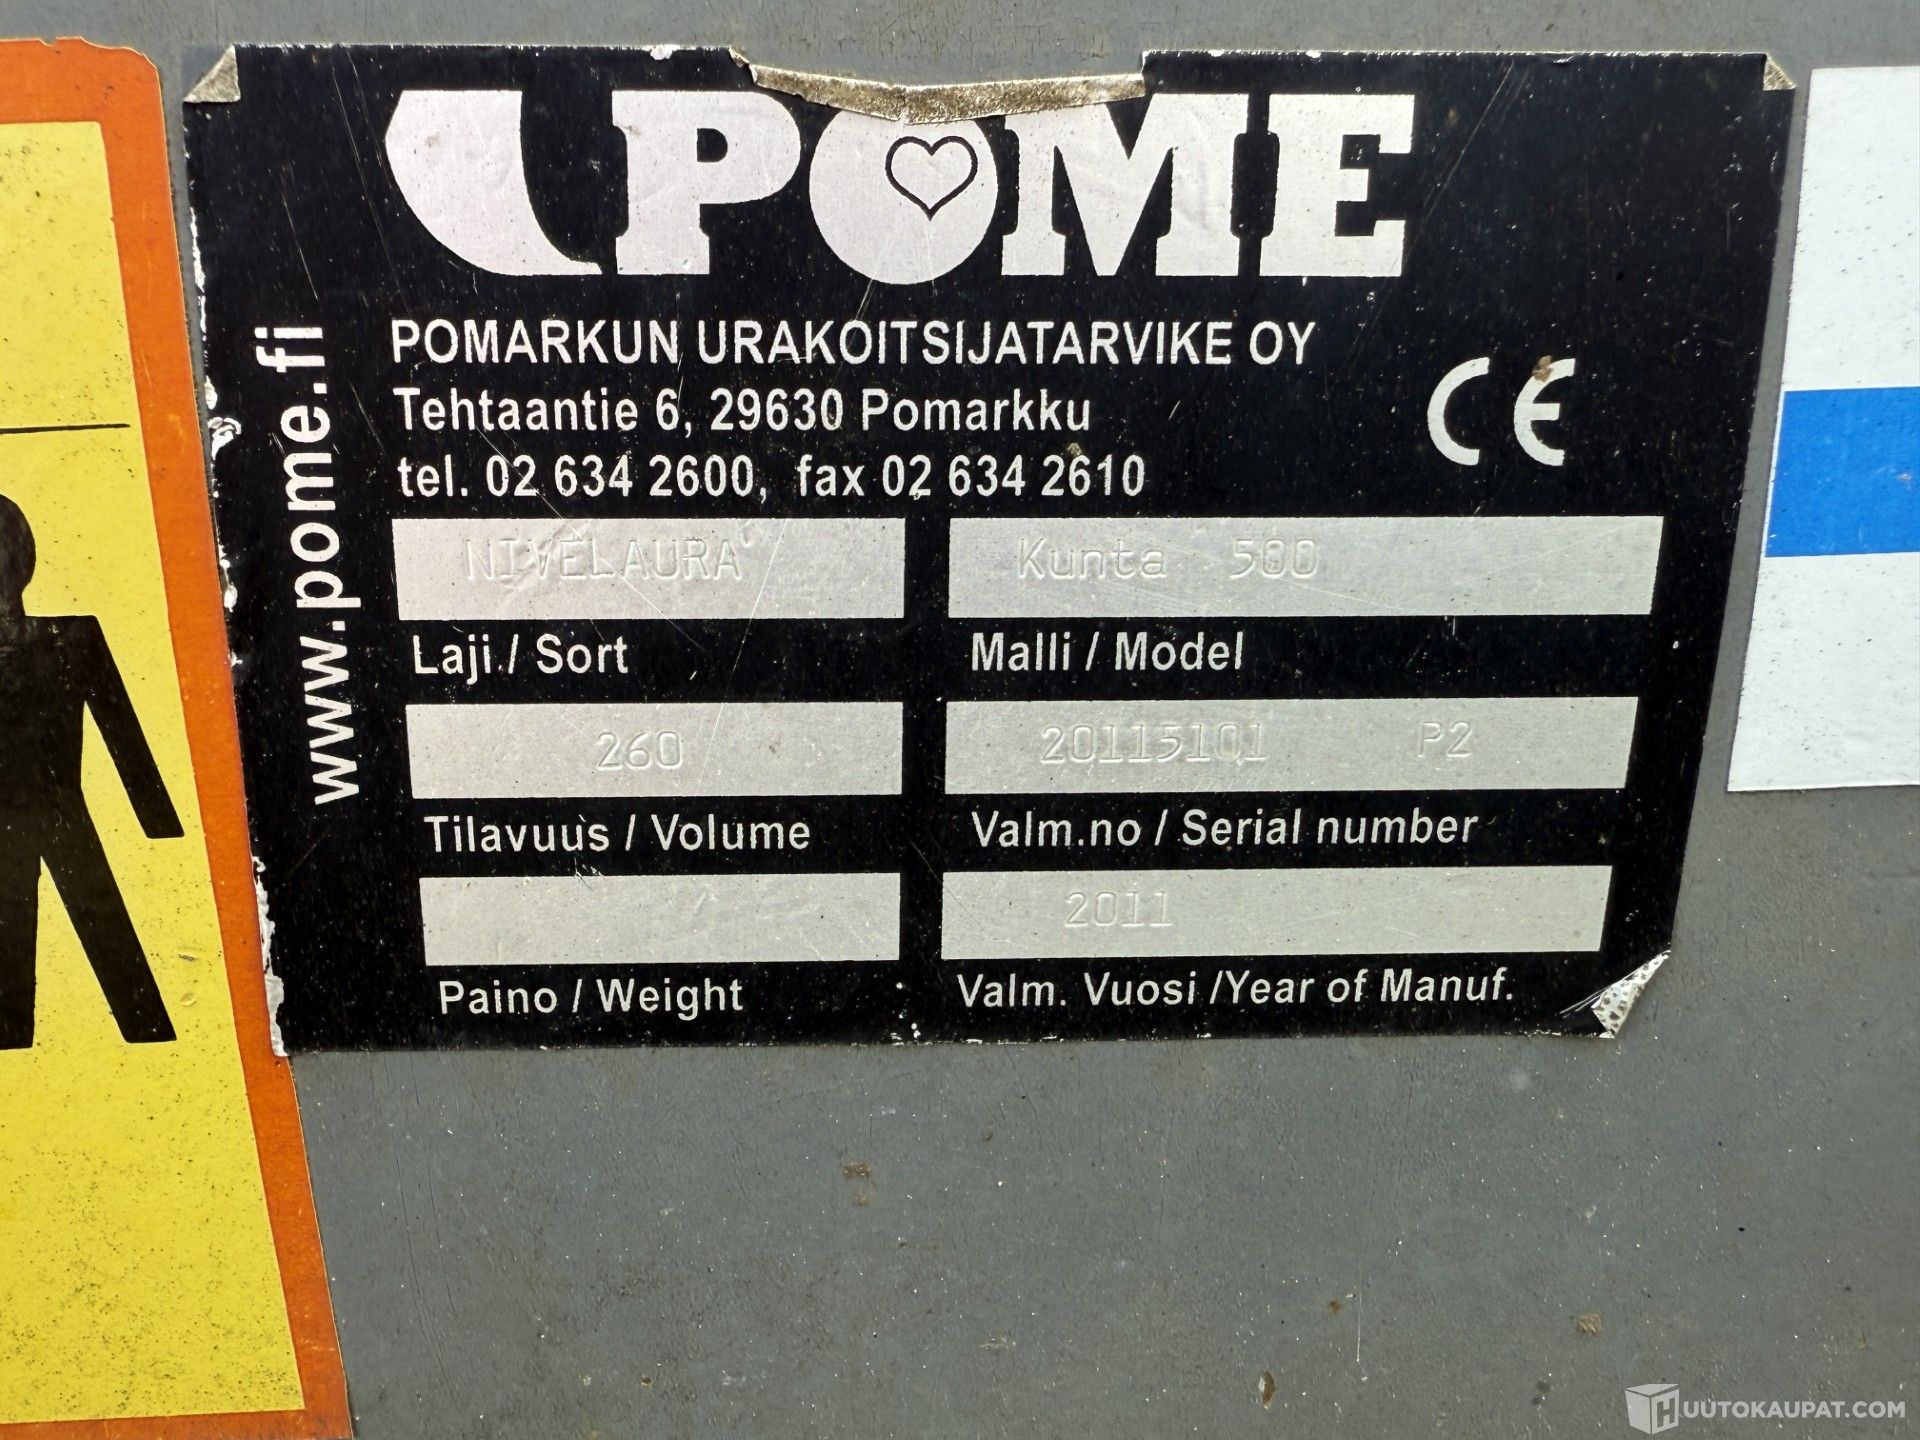 POME
www.pome.fi
POMARKUN URAKOITSIJATARVIKE OY
Tehtaantie 6, 29630 Pomarkku
tel. 02 634 2600, fax 02 634 2610
CE
NIVELAURA
Kunta 500
Laji / Sort
Malli / Model
260
20115101 P2
Tilavuus / Volume
Valm.no / Serial number
2011
Paino / Weight
Valm. Vuosi /Year of Manuf.
HUUTOKAUPAT.COM